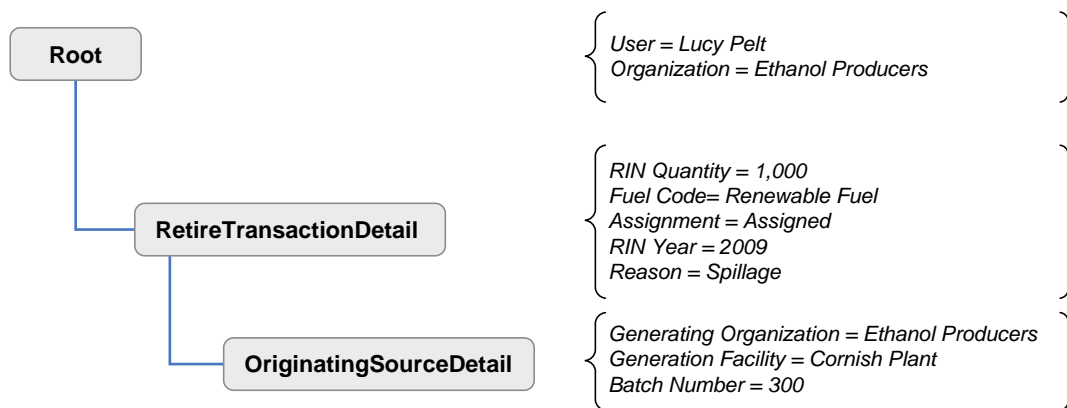 Root
User = Lucy Pelt
Organization = Ethanol Producers
RetireTransactionDetail
RIN Quantity = 1,000
Fuel Code= Renewable Fuel
Assignment = Assigned
RIN Year = 2009
Reason = Spillage
OriginatingSourceDetail
Generating Organization = Ethanol Producers
Generation Facility = Cornish Plant
Batch Number = 300